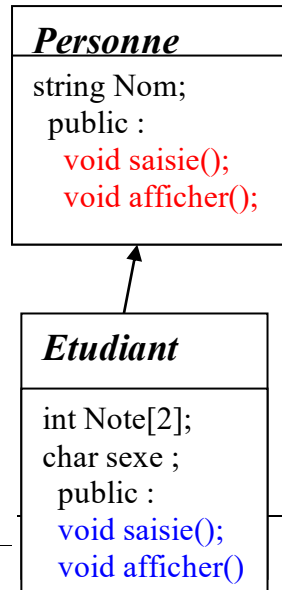 Personne
string Nom;
public :
void saisie();
void afficher();
Etudiant
int Note[2];
char sexe ;
public :
void saisie();
void afficher()